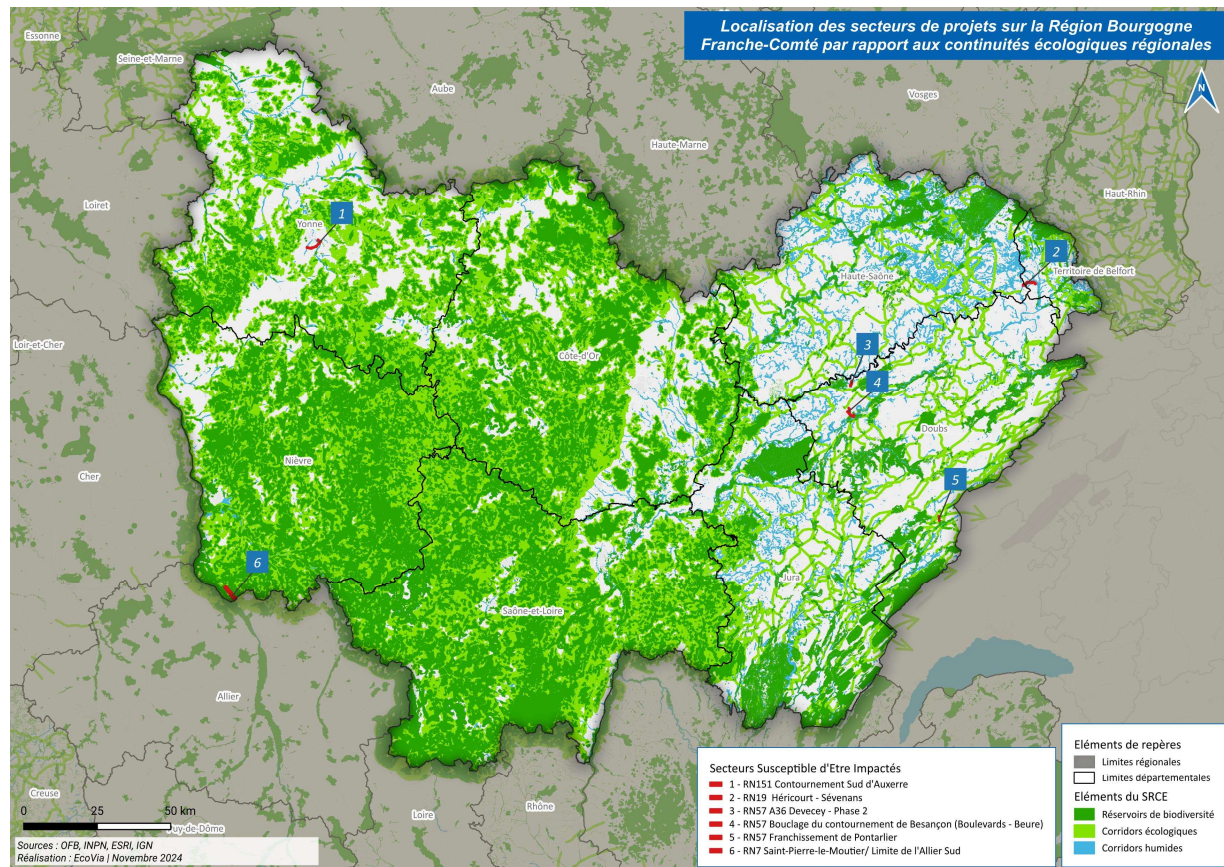 Localisation des secteurs de projets sur la Région Bourgogne
Franche-Comté par rapport aux continuités écologiques régionales
N
Essonne
Seine-et-Marne
Aube
Vosges
Haute-Marne
Haut-Rhin
Loiret
1
Yonne
2
Territoire de Belfort
Haute-Saône
Loir-et-Cher
3
Côte-d'Or
4
Doubs
Nièvre
Cher
5
6
Jura
Saône-et-Loire
Allier
Creuse
Loire
Rhône
0 25 50 km
uy-de-Dôme
Sources : OFB, INPN, ESRI, IGN
Réalisation : EcoVia | Novembre 2024
Secteurs Susceptible d'Etre Impactés
1 - RN151 Contournement Sud d'Auxerre
2 - RN19 Héricourt - Sévenans
3 - RN57 A36 Devecey - Phase 2
4 - RN57 Bouclage du contornement de Besançon (Boulevards - Beure)
5 - RN57 Franchissement de Pontarlier
6 - RN7 Saint-Pierre-le-Moutier/ Limite de l'Allier Sud
Eléments de repères
Limites régionales
Limites départementales
Eléments du SRCE
Réservoirs de biodiversité
Corridors écologiques
Corridors humides